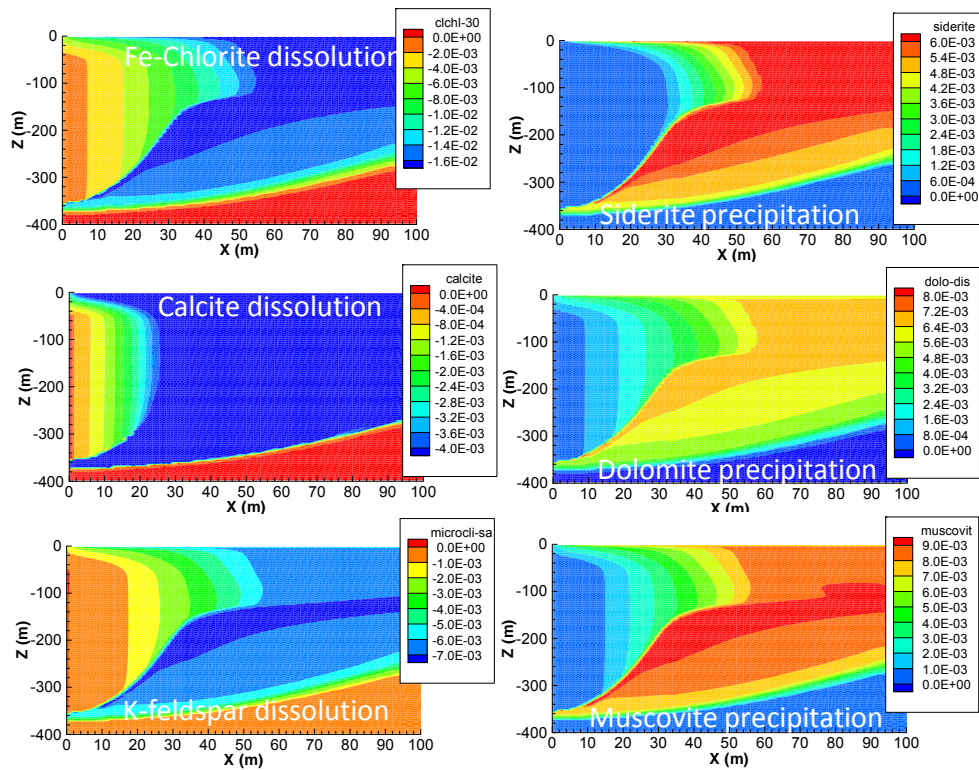 clchl-30
0.0E+00
-2.0E-03
-4.0E-03
-6.0E-03
-8.0E-03
-1.0E-02
-1.2E-02
-1.4E-02
-1.6E-02
Fe-Chlorite dissolution
Z (m)
0
-100
-200
-300
-400
0 10 20 30 40 50 60 70 80 90 100
X (m)
siderite
6.0E-03
5.4E-03
4.8E-03
4.2E-03
3.6E-03
3.0E-03
2.4E-03
1.8E-03
1.2E-03
6.0E-04
0.0E+00
Siderite precipitation
Z (m)
0
-100
-200
-300
-400
0 10 20 30 40 50 60 70 80 90 100
X (m)
calcite
0.0E+00
-4.0E-04
-8.0E-04
-1.2E-03
-1.6E-03
-2.0E-03
-2.4E-03
-2.8E-03
-3.2E-03
-3.6E-03
-4.0E-03
Calcite dissolution
Z (m)
0
-100
-200
-300
-400
0 10 20 30 40 50 60 70 80 90 100
X (m)
dolo-dis
8.0E-03
7.2E-03
6.4E-03
5.6E-03
4.8E-03
4.0E-03
3.2E-03
2.4E-03
1.6E-03
8.0E-04
0.0E+00
Dolomite precipitation
Z (m)
0
-100
-200
-300
-400
0 10 20 30 40 50 60 70 80 90 100
X (m)
microcli-sa
0.0E+00
-1.0E-03
-2.0E-03
-3.0E-03
-4.0E-03
-5.0E-03
-6.0E-03
-7.0E-03
K-feldspar dissolution
Z (m)
0
-100
-200
-300
-400
0 10 20 30 40 50 60 70 80 90 100
X (m)
muscovit
9.0E-03
8.0E-03
7.0E-03
6.0E-03
5.0E-03
4.0E-03
3.0E-03
2.0E-03
1.0E-03
0.0E+00
Muscovite precipitation
Z (m)
0
-100
-200
-300
-400
0 10 20 30 40 50 60 70 80 90 100
X (m)